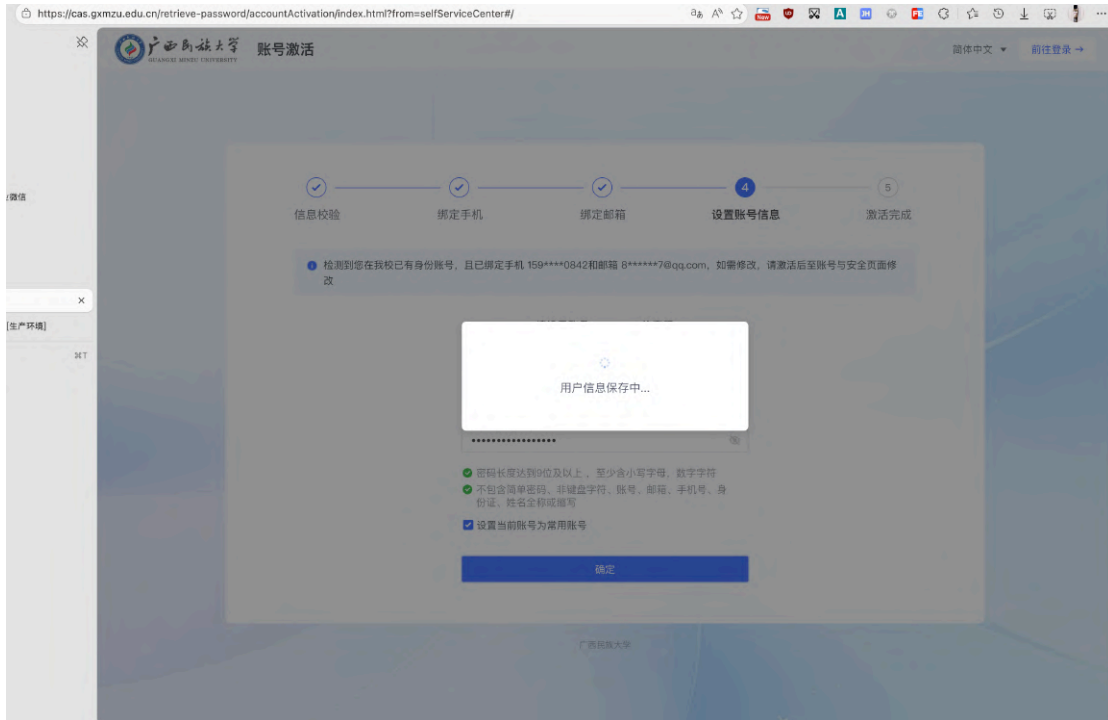 https://cas.gxmzu.edu.cn/retrieve-password/accountActivation/index.html?from=selfServiceCenter#/
广西民族大学
GUANGXI MINZU UNIVERSITY
账号激活
简体中文
前往登录 →
微信
[生产环境]
⌘T
4
5
信息校验
绑定手机
绑定邮箱
设置账号信息
激活完成
检测到您在我校已有身份账号，且已绑定手机 159****0842和邮箱 8******7@qq.com，如需修改，请激活后至账号与安全页面修
改
用户信息保存中...
•••••••••••••••••
密码长度达到9位及以上 ，至少含小写字母、数字字符
不包含简单密码、非键盘字符、账号、邮箱、手机号、身
份证、姓名全称或缩写
设置当前账号为常用账号
确定
广西民族大学